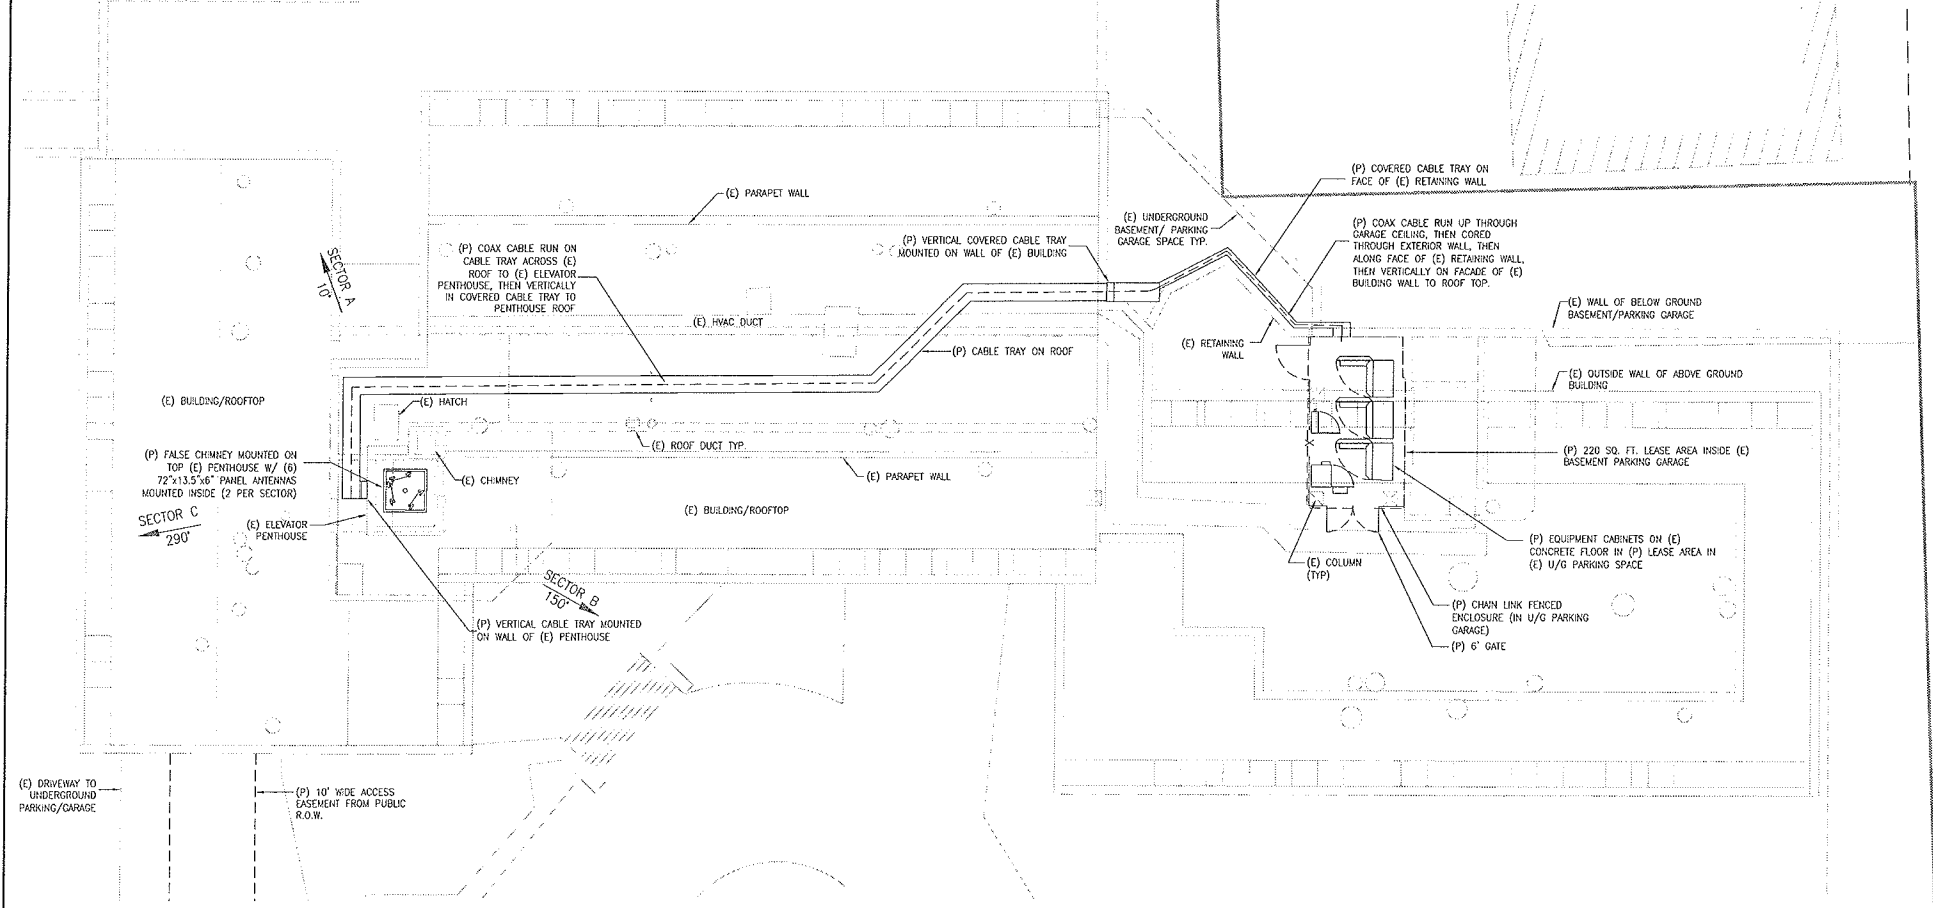 (P) COVERED CABLE TRAY ON
FACE OF (E) RETAINING WALL
(E) PARAPET WALL
(E) UNDERGROUND
BASEMENT/ PARKING
GARAGE SPACE TYP.
(P) COAX CABLE RUN UP THROUGH
GARAGE CEILING, THEN CORED
THROUGH EXTERIOR WALL, THEN
ALONG FACE OF (E) RETAINING WALL,
THEN VERTICALLY ON FACADE OF (E)
BUILDING WALL TO ROOF TOP.
(P) VERTICAL COVERED CABLE TRAY
MOUNTED ON WALL OF (E) BUILDING
(P) COAX CABLE RUN ON
CABLE TRAY ACROSS (E)
ROOF TO (E) ELEVATOR
PENTHOUSE, THEN VERTICALLY
IN COVERED CABLE TRAY TO
PENTHOUSE ROOF
SECTOR A
10°
(E) HVAC DUCT
(E) WALL OF BELOW GROUND
BASEMENT/PARKING GARAGE
(E) RETAINING
WALL
(P) CABLE TRAY ON ROOF
(E) OUTSIDE WALL OF ABOVE GROUND
BUILDING
(E) BUILDING/ROOFTOP
(E) HATCH
(E) ROOF DUCT TYP.
(P) FALSE CHIMNEY MOUNTED ON
TOP (E) PENTHOUSE W/ (6)
72"x13.5"x6" PANEL ANTENNAS
MOUNTED INSIDE (2 PER SECTOR)
(P) 220 SQ. FT. LEASE AREA INSIDE (E)
BASEMENT PARKING GARAGE
(E) CHIMNEY
(E) PARAPET WALL
(E) BUILDING/ROOFTOP
SECTOR C
290°
(E) ELEVATOR
PENTHOUSE
(P) EQUIPMENT CABINETS ON (E)
CONCRETE FLOOR IN (P) LEASE AREA IN
(E) U/G PARKING SPACE
(E) COLUMN
(TYP)
SECTOR B
150°
(P) CHAIN LINK FENCED
ENCLOSURE (IN U/G PARKING
GARAGE)
(P) 6' GATE
(P) VERTICAL CABLE TRAY MOUNTED
ON WALL OF (E) PENTHOUSE
(E) DRIVEWAY TO
UNDERGROUND
PARKING/GARAGE
(P) 10' WIDE ACCESS
EASEMENT FROM PUBLIC
R.O.W.